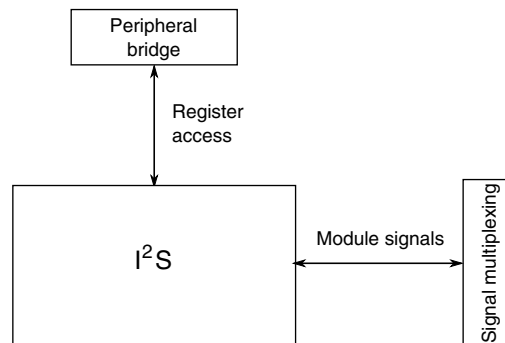 Peripheral
bridge
Register
access
I²S
Module signals
Signal multiplexing